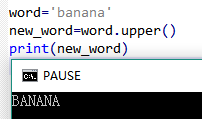 word='banana'
new_word=word.upper()
print(new_word)
C:\. PAUSE
BANANA